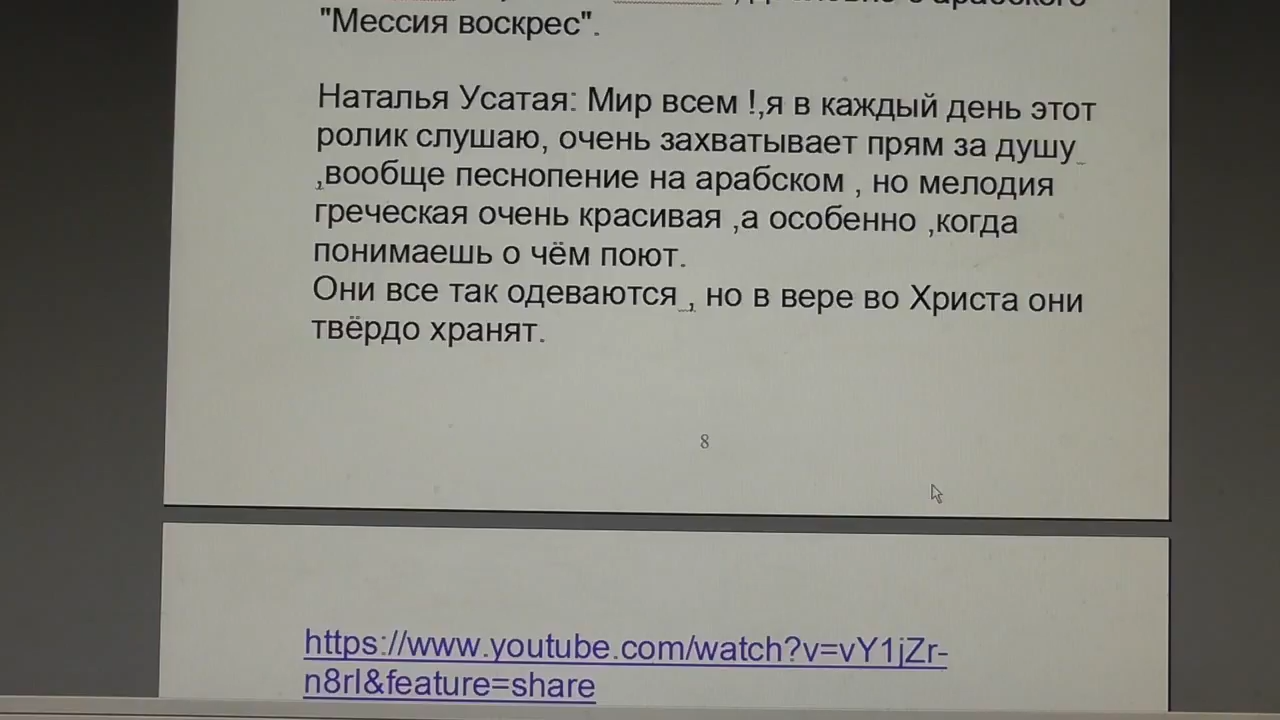 "Мессия воскрес".
Наталья Усатая: Мир всем !,я в каждый день этот
ролик слушаю, очень захватывает прям за душу
,вообще песнопение на арабском , но мелодия
греческая очень красивая ,а особенно ,когда
понимаешь о чём поют.
Они все так одеваются , но в вере во Христа они
твёрдо хранят.
8
https://www.youtube.com/watch?v=vY1jZr-
n8rI&feature=share